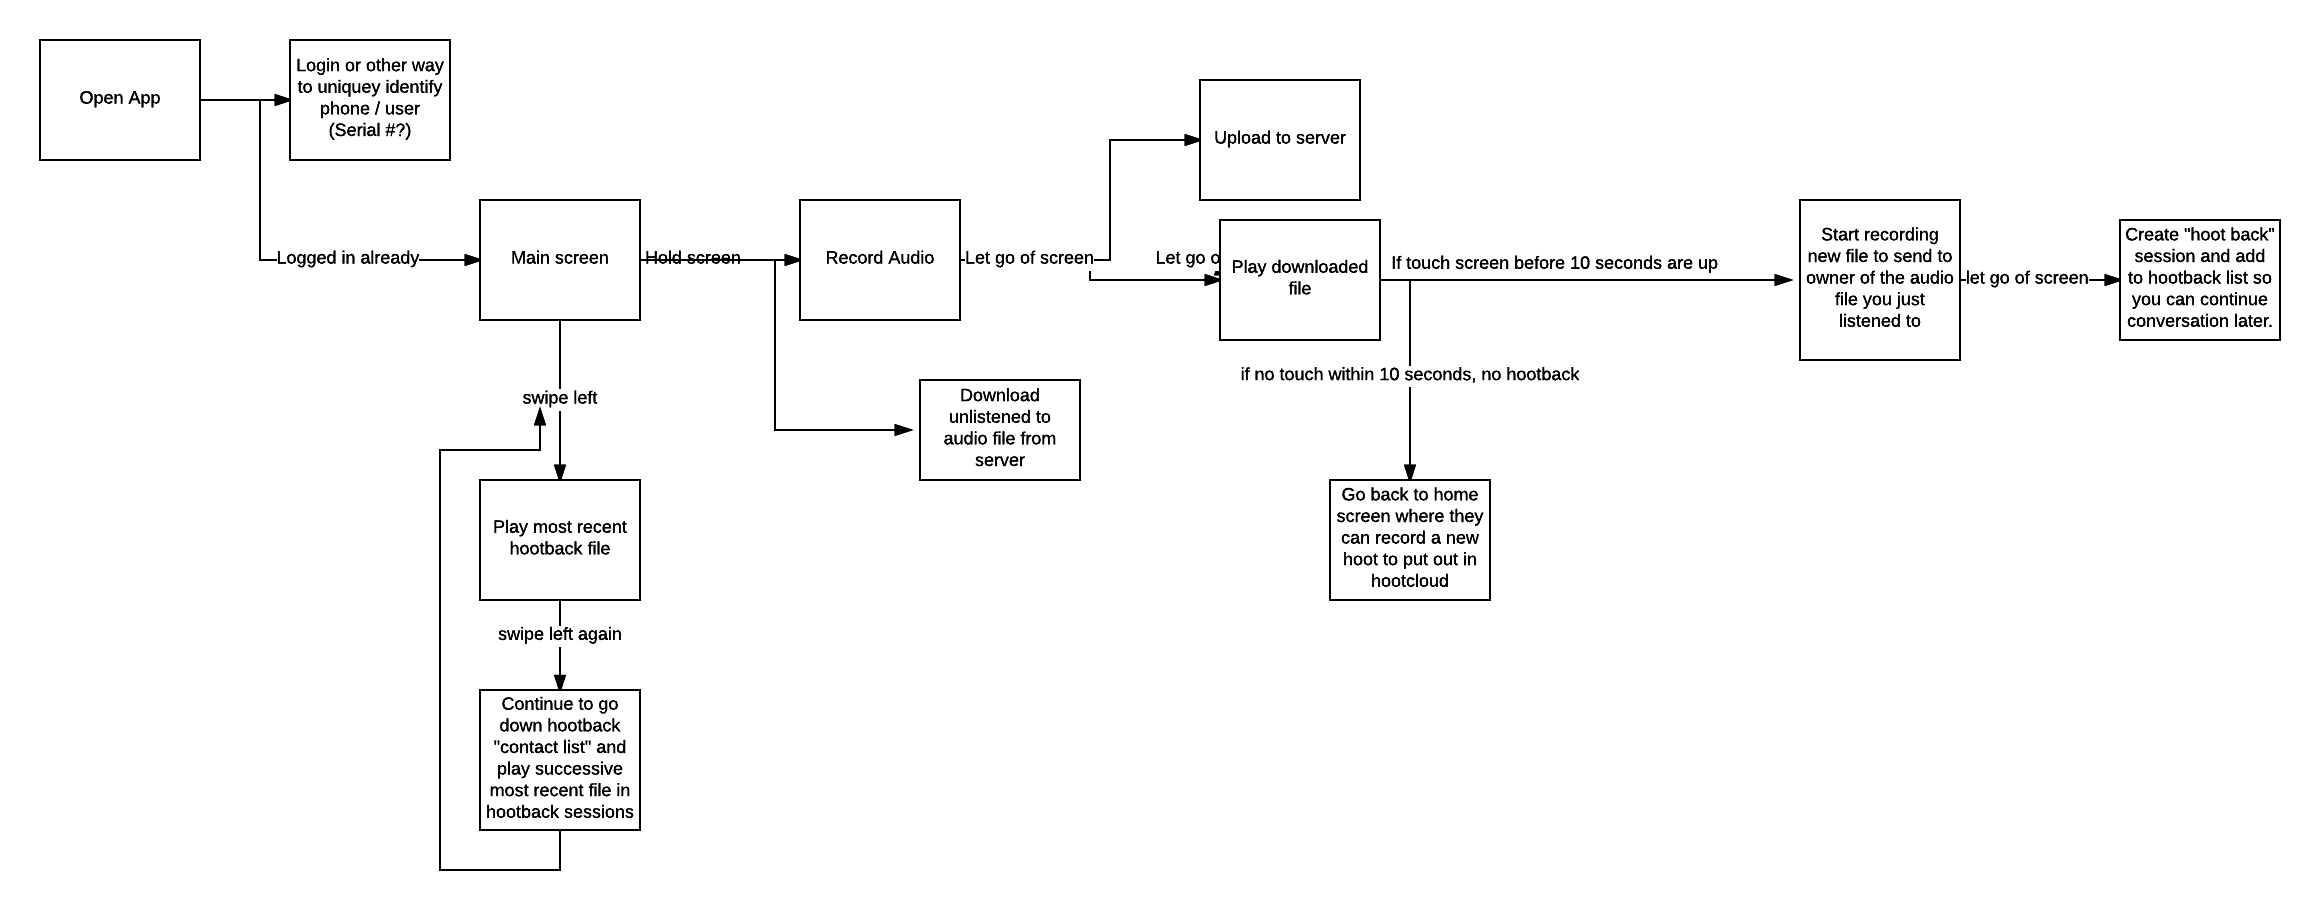 Open App
Login or other way
to uniquey identify
phone / user
(Serial #?)
Upload to server
Logged in already
Main screen
Hold screen
Record Audio
Let go of screen
Let go o
Play downloaded
file
If touch screen before 10 seconds are up
Start recording
new file to send to
owner of the audio
file you just
listened to
let go of screen
Create "hoot back"
session and add
to hootback list so
you can continue
conversation later.
swipe left
if no touch within 10 seconds, no hootback
Download
unlistened to
audio file from
server
Play most recent
hootback file
Go back to home
screen where they
can record a new
hoot to put out in
hootcloud
swipe left again
Continue to go
down hootback
"contact list" and
play successive
most recent file in
hootback sessions